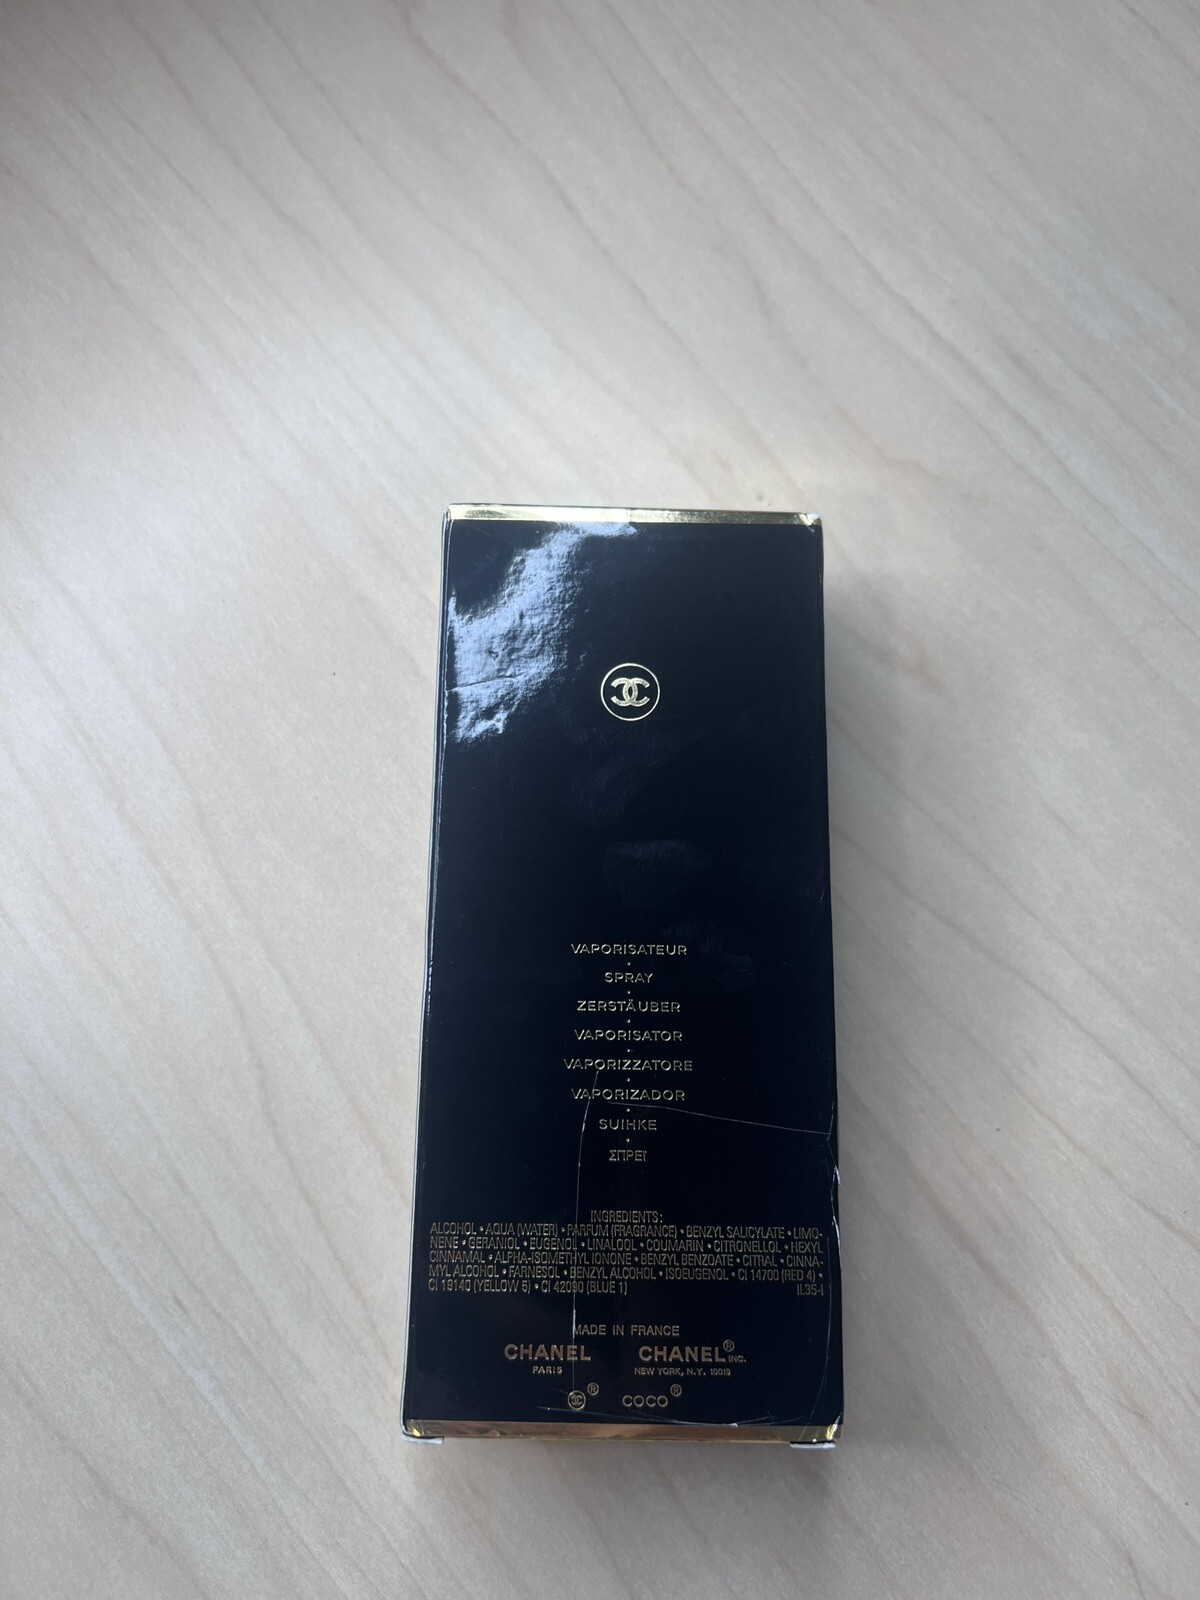 VAPORISATEUR
SPRAY
ZERSTÄUBER
VAPORISATOR
VAPORIZZATORE
VAPORIZADOR
SUIHKE
ΣΠΡΕΪ
INGREDIENTS:
ALCOHOL • AQUA (WATER) • PARFUM (FRAGRANCE) • BENZYL SALICYLATE • LIMO-
NENE • GERANIOL • EUGENOL • LINALOOL • COUMARIN • CITRONELLOL • HEXYL
CINNAMAL • ALPHA-ISOMETHYL IONONE • BENZYL BENZOATE • CITRAL • CINNA-
MYL ALCOHOL • FARNESOL • BENZYL ALCOHOL • ISOEUGENOL • CI 14700 (RED 4) •
CI 19140 (YELLOW 5) • CI 42090 (BLUE 1) IL35-I
MADE IN FRANCE
CHANEL CHANEL® INC.
PARIS NEW YORK, N.Y. 10019
® COCO®